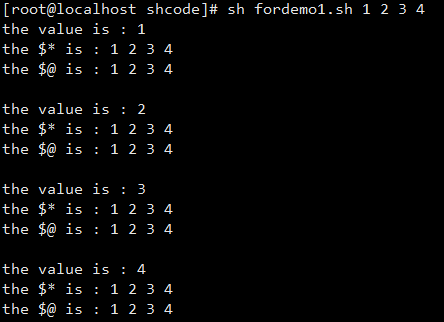 [root@localhost shcode]# sh fordemo1.sh 1 2 3 4
the value is : 1
the $* is : 1 2 3 4
the $@ is : 1 2 3 4

the value is : 2
the $* is : 1 2 3 4
the $@ is : 1 2 3 4

the value is : 3
the $* is : 1 2 3 4
the $@ is : 1 2 3 4

the value is : 4
the $* is : 1 2 3 4
the $@ is : 1 2 3 4